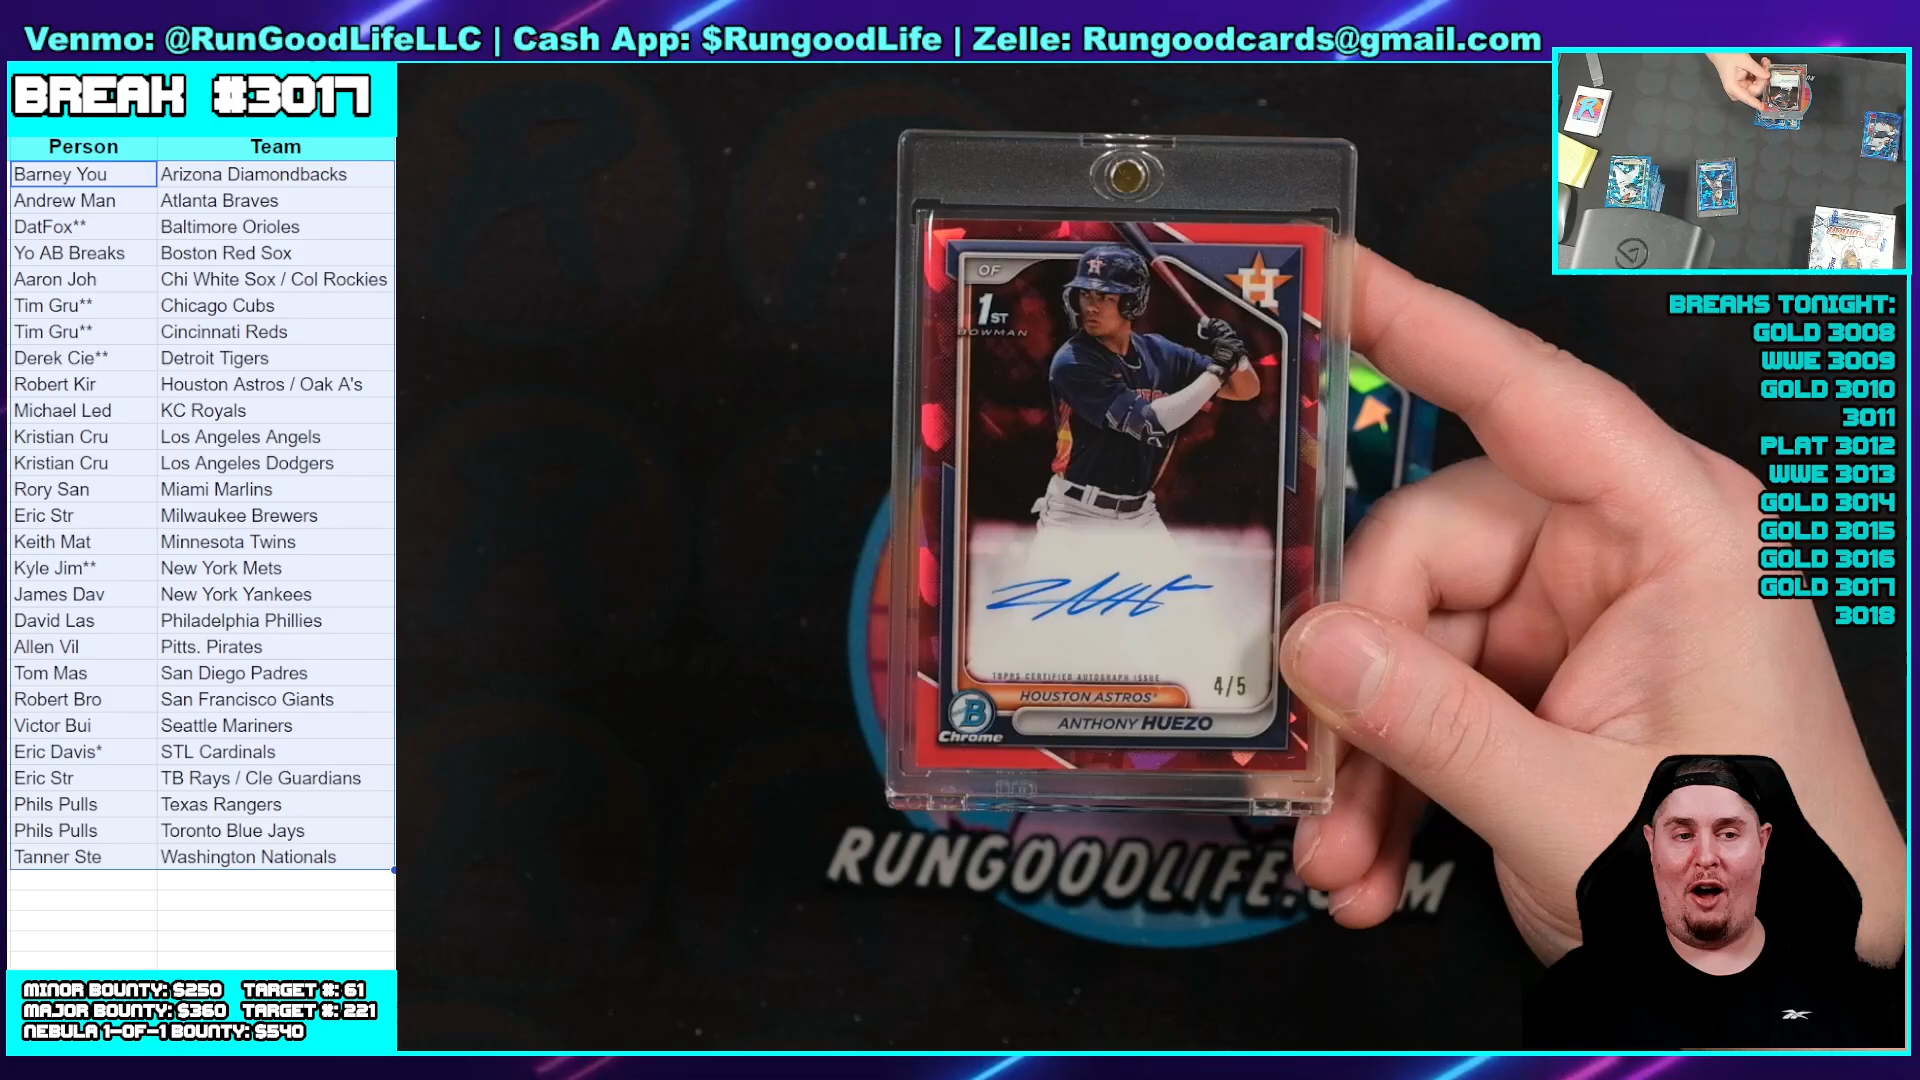 Venmo: @RunGoodLifeLLC | Cash App: $RungoodLife | Zelle: Rungoodcards@gmail.com
BREAK #3017
Person Team
Barney You Arizona Diamondbacks
Andrew Man Atlanta Braves
DatFox** Baltimore Orioles
Yo AB Breaks Boston Red Sox
Aaron Joh Chi White Sox / Col Rockies
Tim Gru** Chicago Cubs
Tim Gru** Cincinnati Reds
Derek Cie** Detroit Tigers
Robert Kir Houston Astros / Oak A's
Michael Led KC Royals
Kristian Cru Los Angeles Angels
Kristian Cru Los Angeles Dodgers
Rory San Miami Marlins
Eric Str Milwaukee Brewers
Keith Mat Minnesota Twins
Kyle Jim** New York Mets
James Dav New York Yankees
David Las Philadelphia Phillies
Allen Vil Pitts. Pirates
Tom Mas San Diego Padres
Robert Bro San Francisco Giants
Victor Bui Seattle Mariners
Eric Davis* STL Cardinals
Eric Str TB Rays / Cle Guardians
Phils Pulls Texas Rangers
Phils Pulls Toronto Blue Jays
Tanner Ste Washington Nationals
MINOR BOUNTY: $250 TARGET #: 61
MAJOR BOUNTY: $360 TARGET #: 221
NEBULA 1-OF-1 BOUNTY: $540
OF
H
1ST
BOWMAN
TOPPS CERTIFIED AUTOGRAPH ISSUE
4/5
HOUSTON ASTROS
ANTHONY HUEZO
B
Chrome
RUNGOODLIFE.COM
BREAKS TONIGHT:
GOLD 3008
WWE 3009
GOLD 3010
3011
PLAT 3012
WWE 3013
GOLD 3014
GOLD 3015
GOLD 3016
GOLD 3017
3018